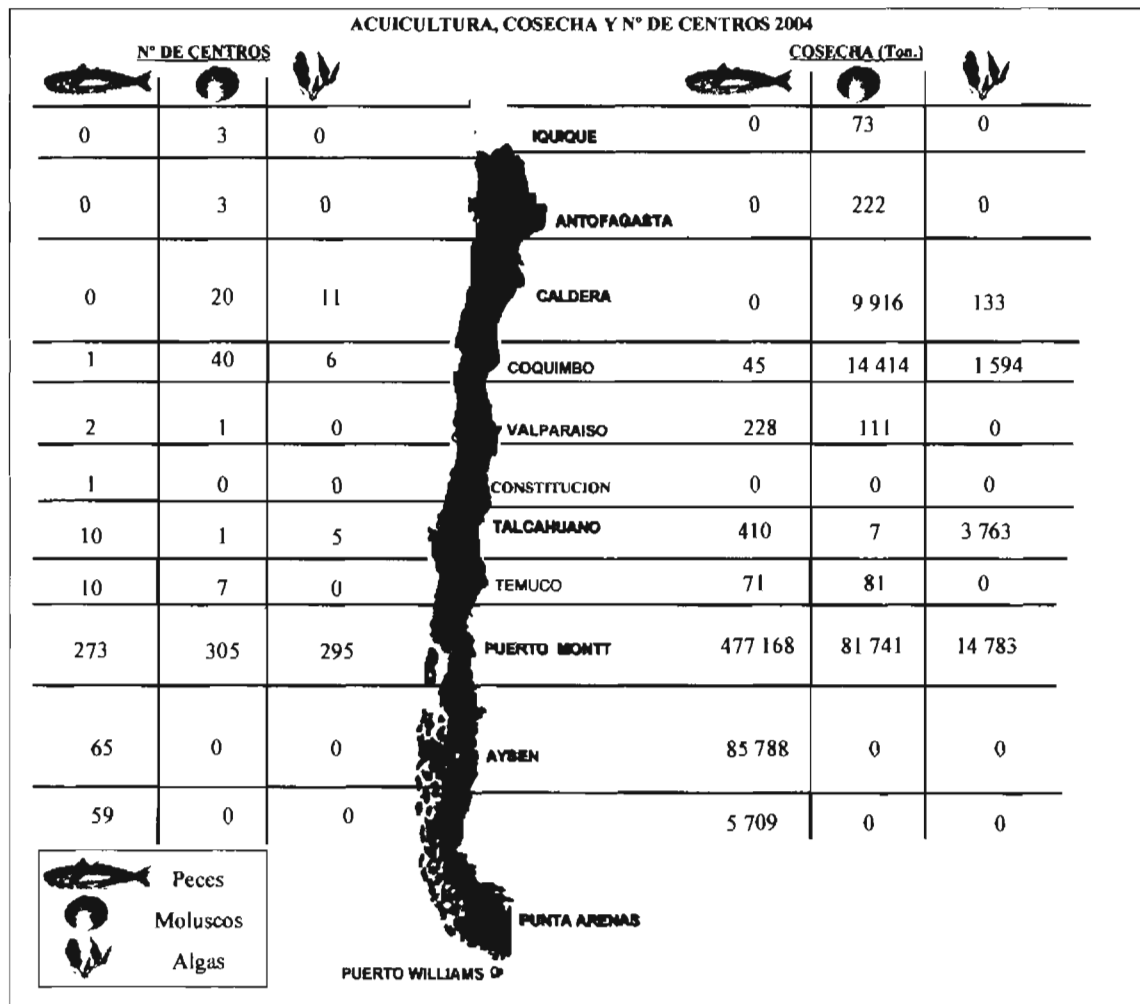 ACUICULTURA, COSECHA Y Nº DE CENTROS 2004
Nº DE CENTROS COSECHA (Ton.)
0 3 0 IQUIQUE 0 73 0
0 3 0 ANTOFAGASTA 0 222 0
0 20 11 CALDERA 0 9 916 133
1 40 6 COQUIMBO 45 14 414 1 594
2 1 0 VALPARAISO 228 111 0
1 0 0 CONSTITUCION 0 0 0
10 1 5 TALCAHUANO 410 7 3 763
10 7 0 TEMUCO 71 81 0
273 305 295 PUERTO MONTT 477 168 81 741 14 783
65 0 0 AYSEN 85 788 0 0
59 0 0 5 709 0 0
Peces
Moluscos
Algas
PUNTA ARENAS
PUERTO WILLIAMS